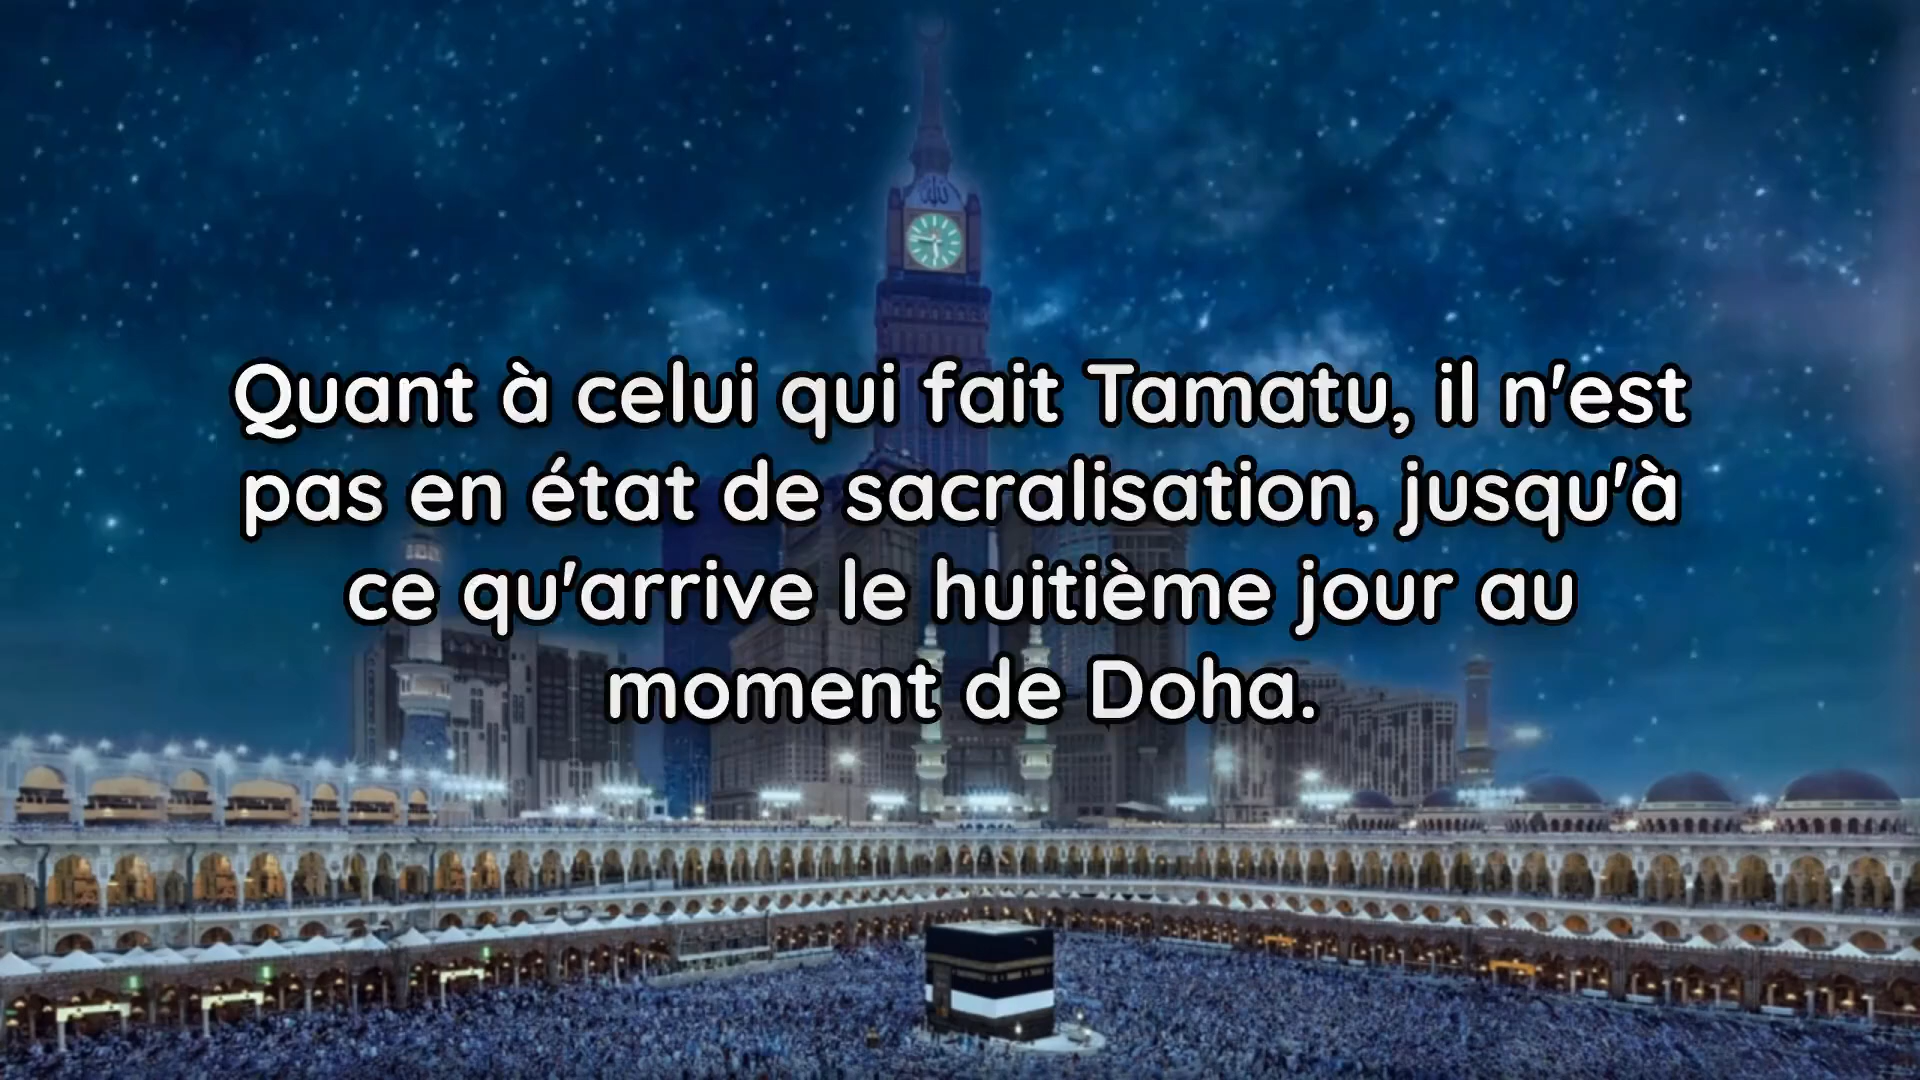 الله
Quant à celui qui fait Tamatu, il n'est
pas en état de sacralisation, jusqu'à
ce qu'arrive le huitième jour au
moment de Doha.